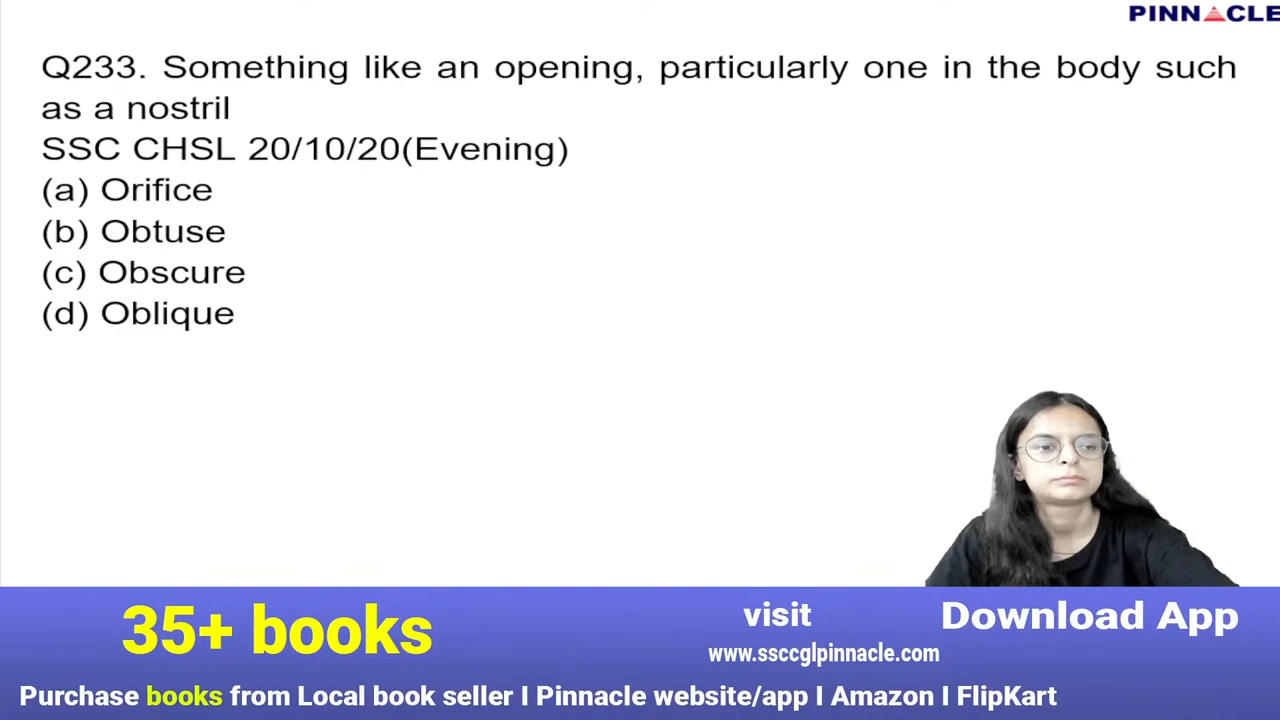 PINNACLE
Q233. Something like an opening, particularly one in the body such
as a nostril
SSC CHSL 20/10/20(Evening)
(a) Orifice
(b) Obtuse
(c) Obscure
(d) Oblique
35+ books
visit
www.ssccglpinnacle.com
Download App
Purchase books from Local book seller I Pinnacle website/app I Amazon I FlipKart